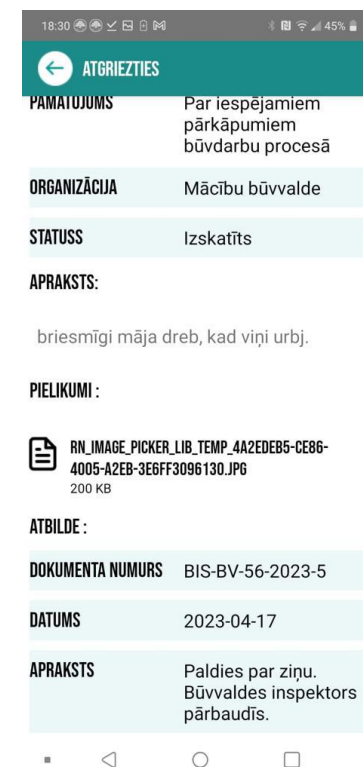 18:30 45%
ATGRIEZTIES
PAMATOJUMS Par iespējamiem
pārkāpumiem
būvdarbu procesā
ORGANIZĀCIJA Mācību būvvalde
STATUSS Izskatīts
APRAKSTS:
briesmīgi māja dreb, kad viņi urbj.
PIELIKUMI :
RN_IMAGE_PICKER_LIB_TEMP_4A2EDEB5-CE86-
4005-A2EB-3E6FF3096130.JPG
200 KB
ATBILDE :
DOKUMENTA NUMURS BIS-BV-56-2023-5
DATUMS 2023-04-17
APRAKSTS Paldies par ziņu.
Būvvaldes inspektors
pārbaudīs.